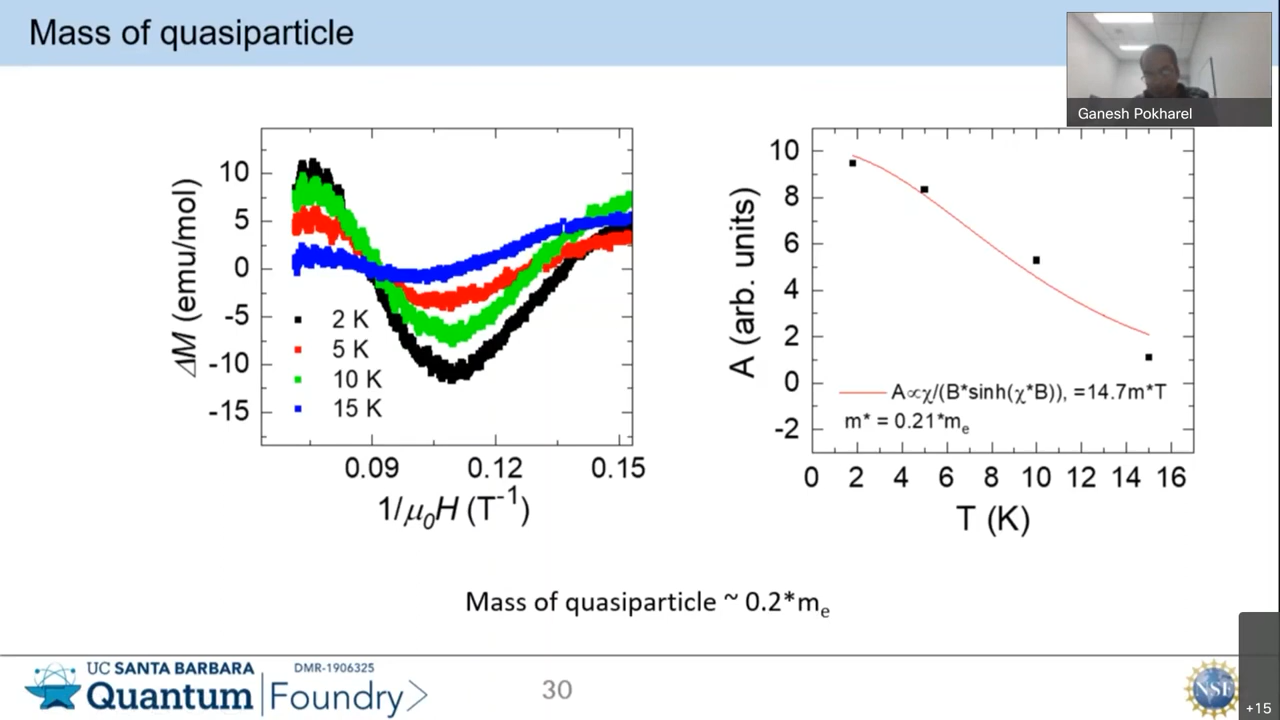 Mass of quasiparticle
Ganesh Pokharel
ΔM (emu/mol)
10
5
0
-5
-10
-15
2 K
5 K
10 K
15 K
0.09
0.12
0.15
1/μ₀H (T⁻¹)
A (arb. units)
10
8
6
4
2
0
-2
A∝χ/(B*sinh(χ*B)), =14.7m*T
m* = 0.21*mₑ
0 2 4 6 8 10 12 14 16
T (K)
Mass of quasiparticle ~ 0.2*mₑ
UC SANTA BARBARA
Quantum Foundry
DMR-1906325
30
NSF
+15